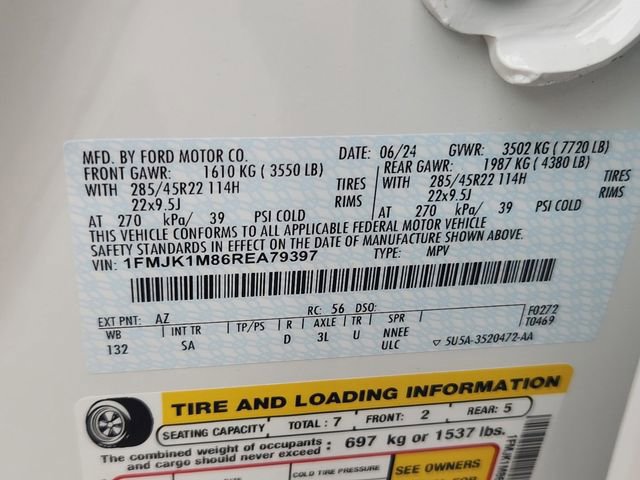 MFD. BY FORD MOTOR CO.
DATE: 06/24 GVWR: 3502 KG ( 7720 LB)
FRONT GAWR: 1610 KG ( 3550 LB)
REAR GAWR: 1987 KG ( 4380 LB)
WITH 285/45R22 114H TIRES
WITH 285/45R22 114H TIRES
22x9.5J RIMS
22x9.5J RIMS
AT 270 kPa/ 39 PSI COLD
AT 270 kPa/ 39 PSI COLD
THIS VEHICLE CONFORMS TO ALL APPLICABLE FEDERAL MOTOR VEHICLE
SAFETY STANDARDS IN EFFECT ON THE DATE OF MANUFACTURE SHOWN ABOVE.
VIN: 1FMJK1M86REA79397
TYPE: MPV
EXT PNT: AZ RC: 56 DSO: F0272
WB INT TR TP/PS R AXLE TR SPR T0469
132 SA D 3L U NNEE
ULC ▽ 5U5A-3520472-AA
TIRE AND LOADING INFORMATION
SEATING CAPACITY TOTAL : 7 FRONT: 2 REAR: 5
The combined weight of occupants
and cargo should never exceed : 697 kg or 1537 lbs.
COLD TIRE PRESSURE
SEE OWNERS